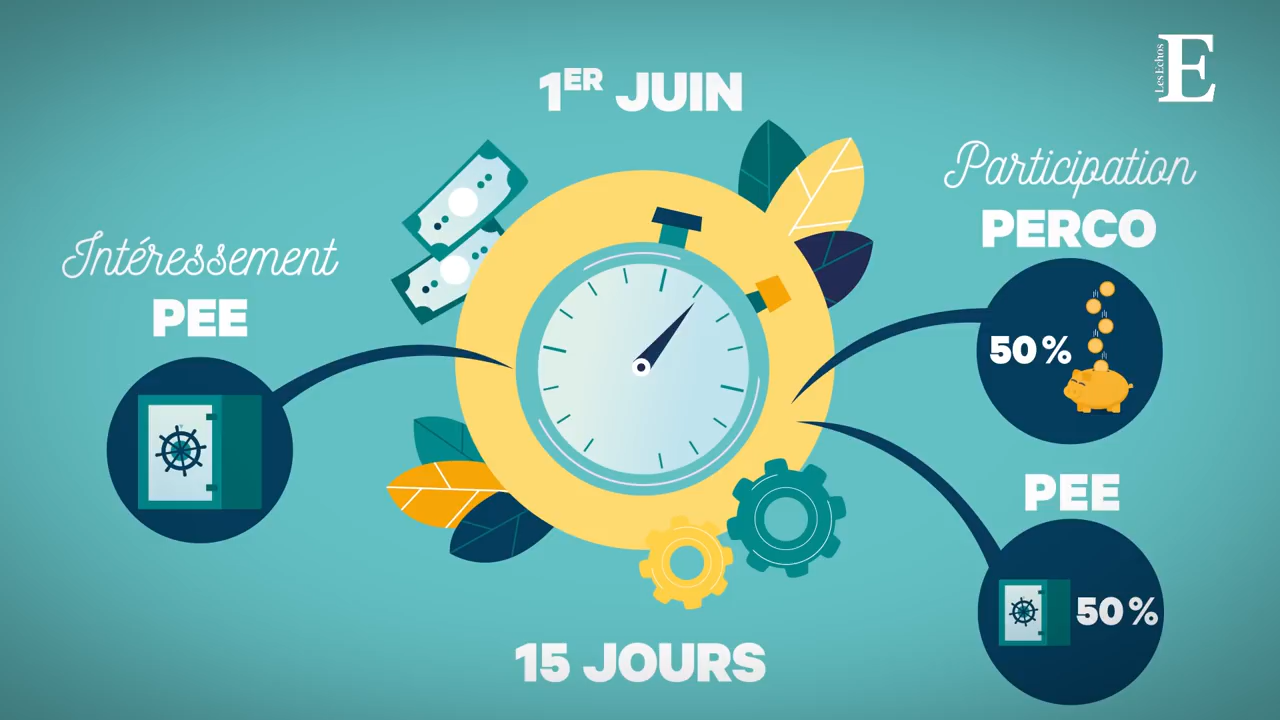 Les Echos
E
1ER JUIN
Participation
PERCO
50 %
Intéressement
PEE
PEE
50 %
15 JOURS